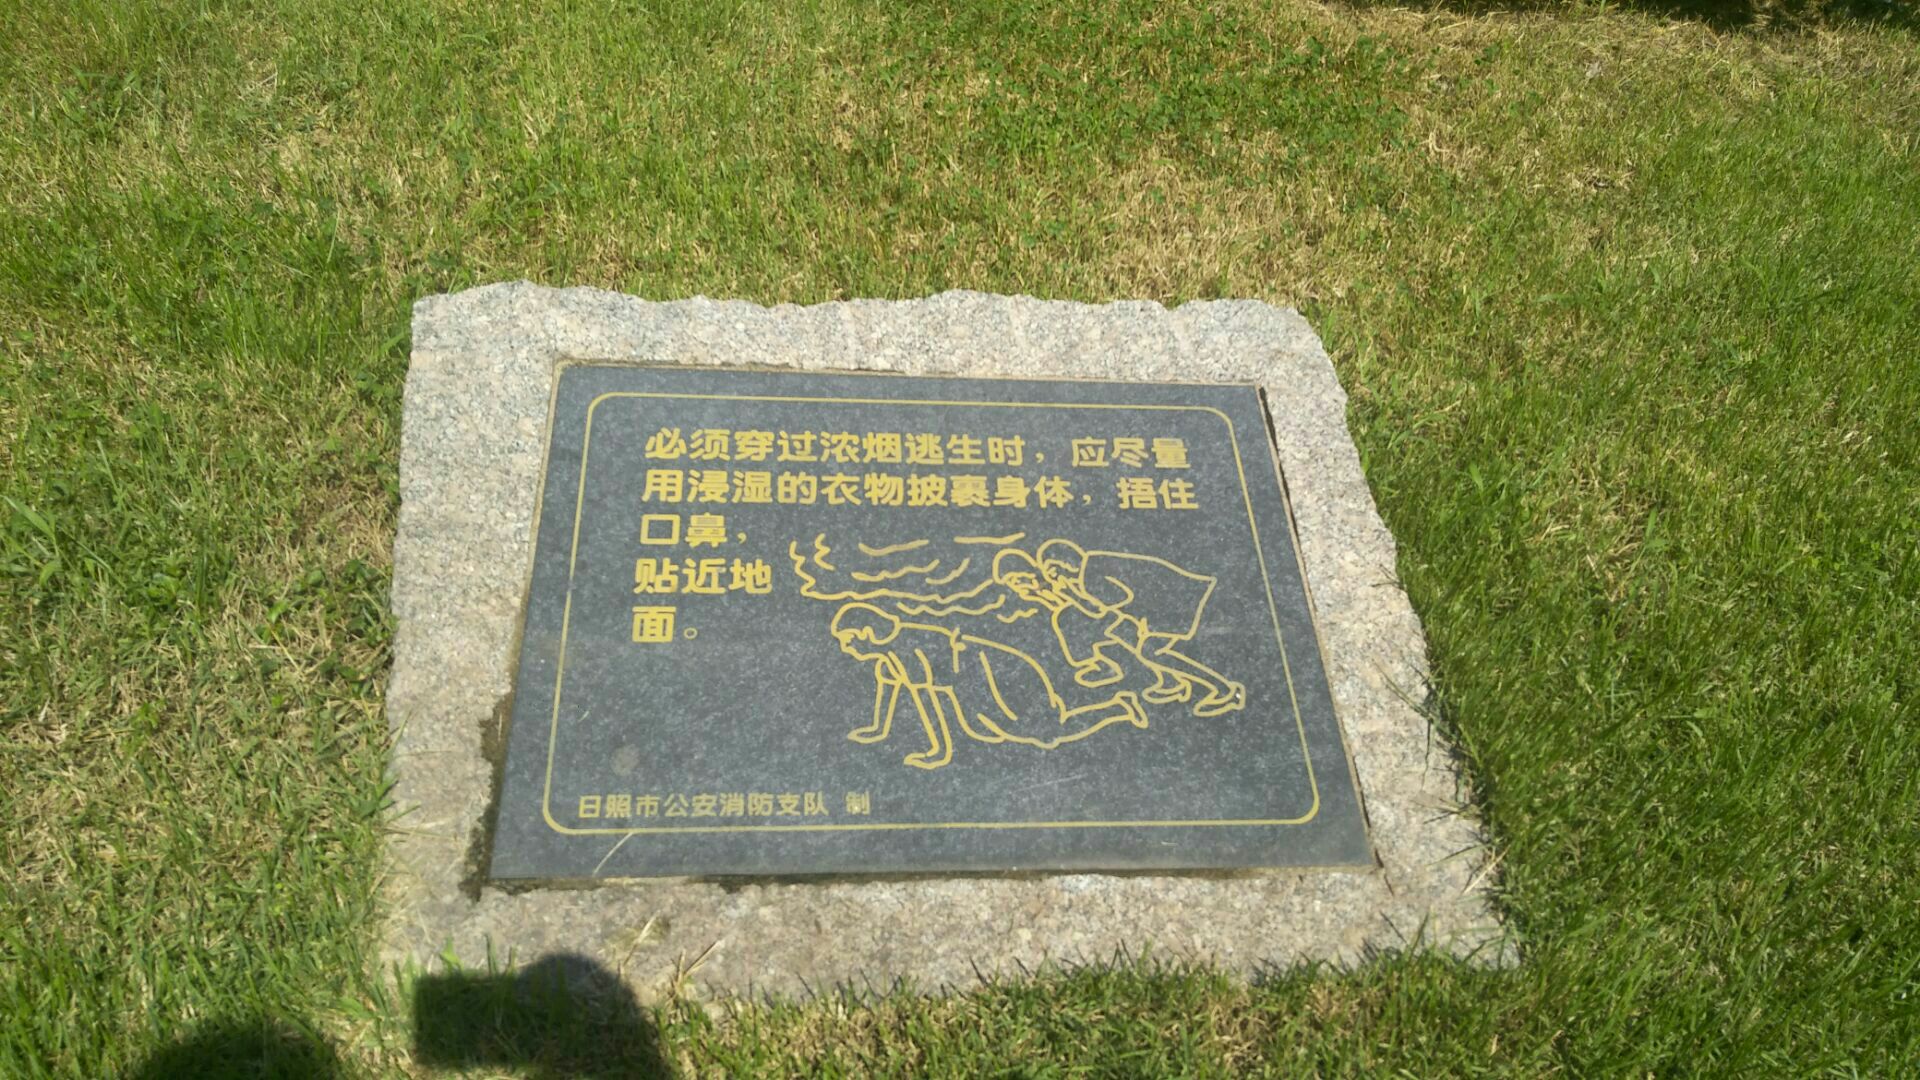 必须穿过浓烟逃生时，应尽量
用浸湿的衣物披裹身体，捂住
口鼻，
贴近地
面。
日照市公安消防支队 制